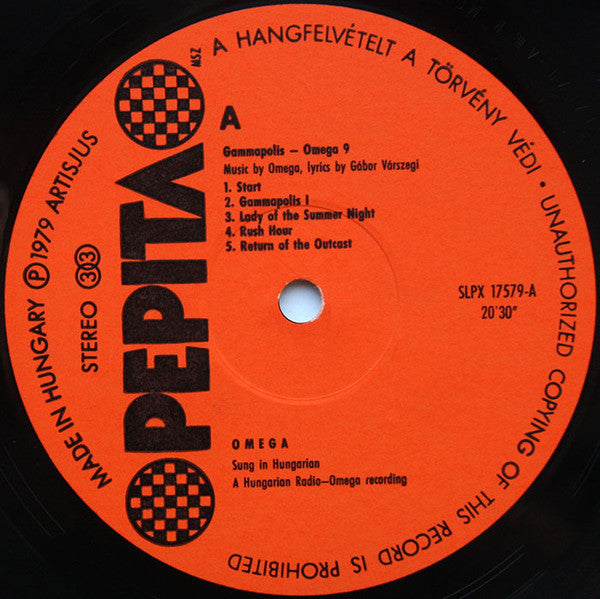 A HANGFELVÉTELT A TÖRVÉNY VÉDI • UNAUTHORIZED COPYING OF THIS RECORD IS PROHIBITED
MADE IN HUNGARY Ⓟ 1979 ARTISJUS
STEREO 33
PEPITA
MSZ
A
Gammapolis – Omega 9
Music by Omega, lyrics by Gábor Várszegi
1. Start
2. Gammapolis I
3. Lady of the Summer Night
4. Rush Hour
5. Return of the Outcast
SLPX 17579-A
20'30"
OMEGA
Sung in Hungarian
A Hungarian Radio–Omega recording